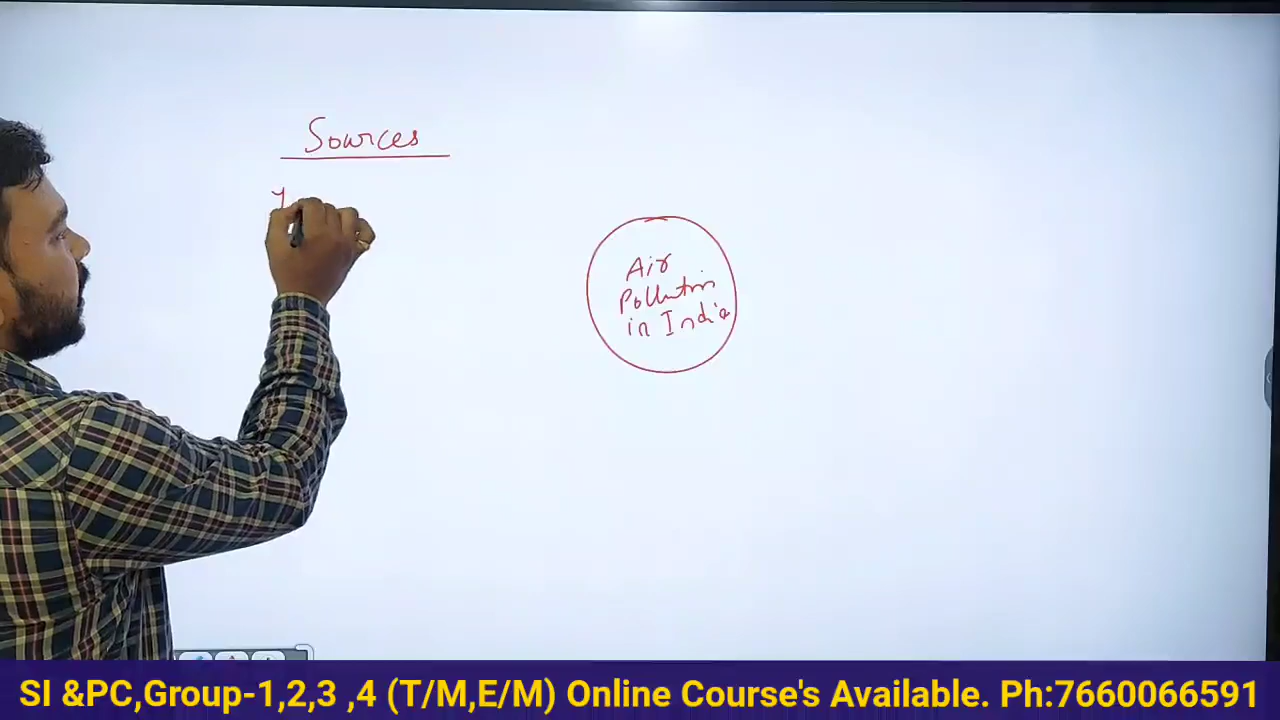 Sources
Air
Pollution
in India
SI &PC,Group-1,2,3 ,4 (T/M,E/M) Online Course's Available. Ph:7660066591